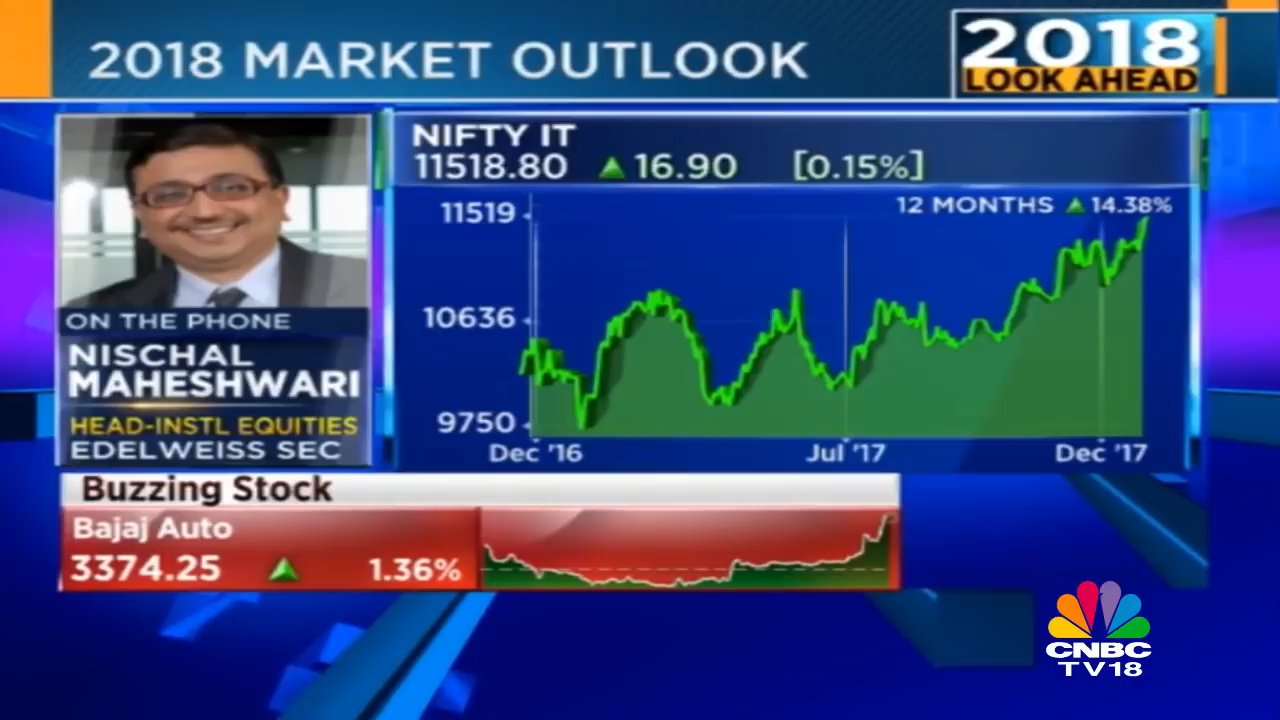 2018 MARKET OUTLOOK
2018
LOOK AHEAD
ON THE PHONE
NISCHAL
MAHESHWARI
HEAD-INSTL EQUITIES
EDELWEISS SEC
NIFTY IT
11518.80 ▲ 16.90 [0.15%]
12 MONTHS ▲ 14.38%
11519
10636
9750
Dec '16 Jul '17 Dec '17
Buzzing Stock
Bajaj Auto
3374.25 ▲ 1.36%
CNBC
TV18